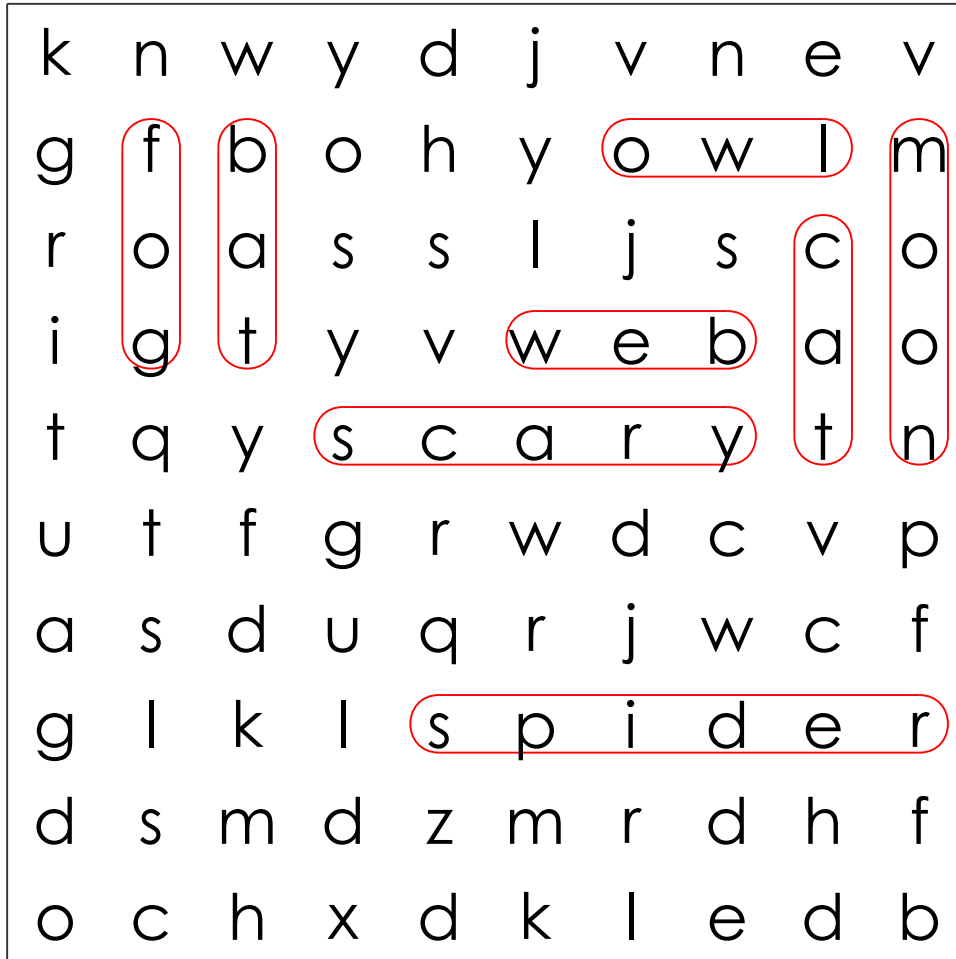 k n w y d j v n e v
g f b o h y o w l m
r o a s s l j s c o
i g t y v w e b a o
t q y s c a r y t n
u t f g r w d c v p
a s d u q r j w c f
g l k l s p i d e r
d s m d z m r d h f
o c h x d k l e d b